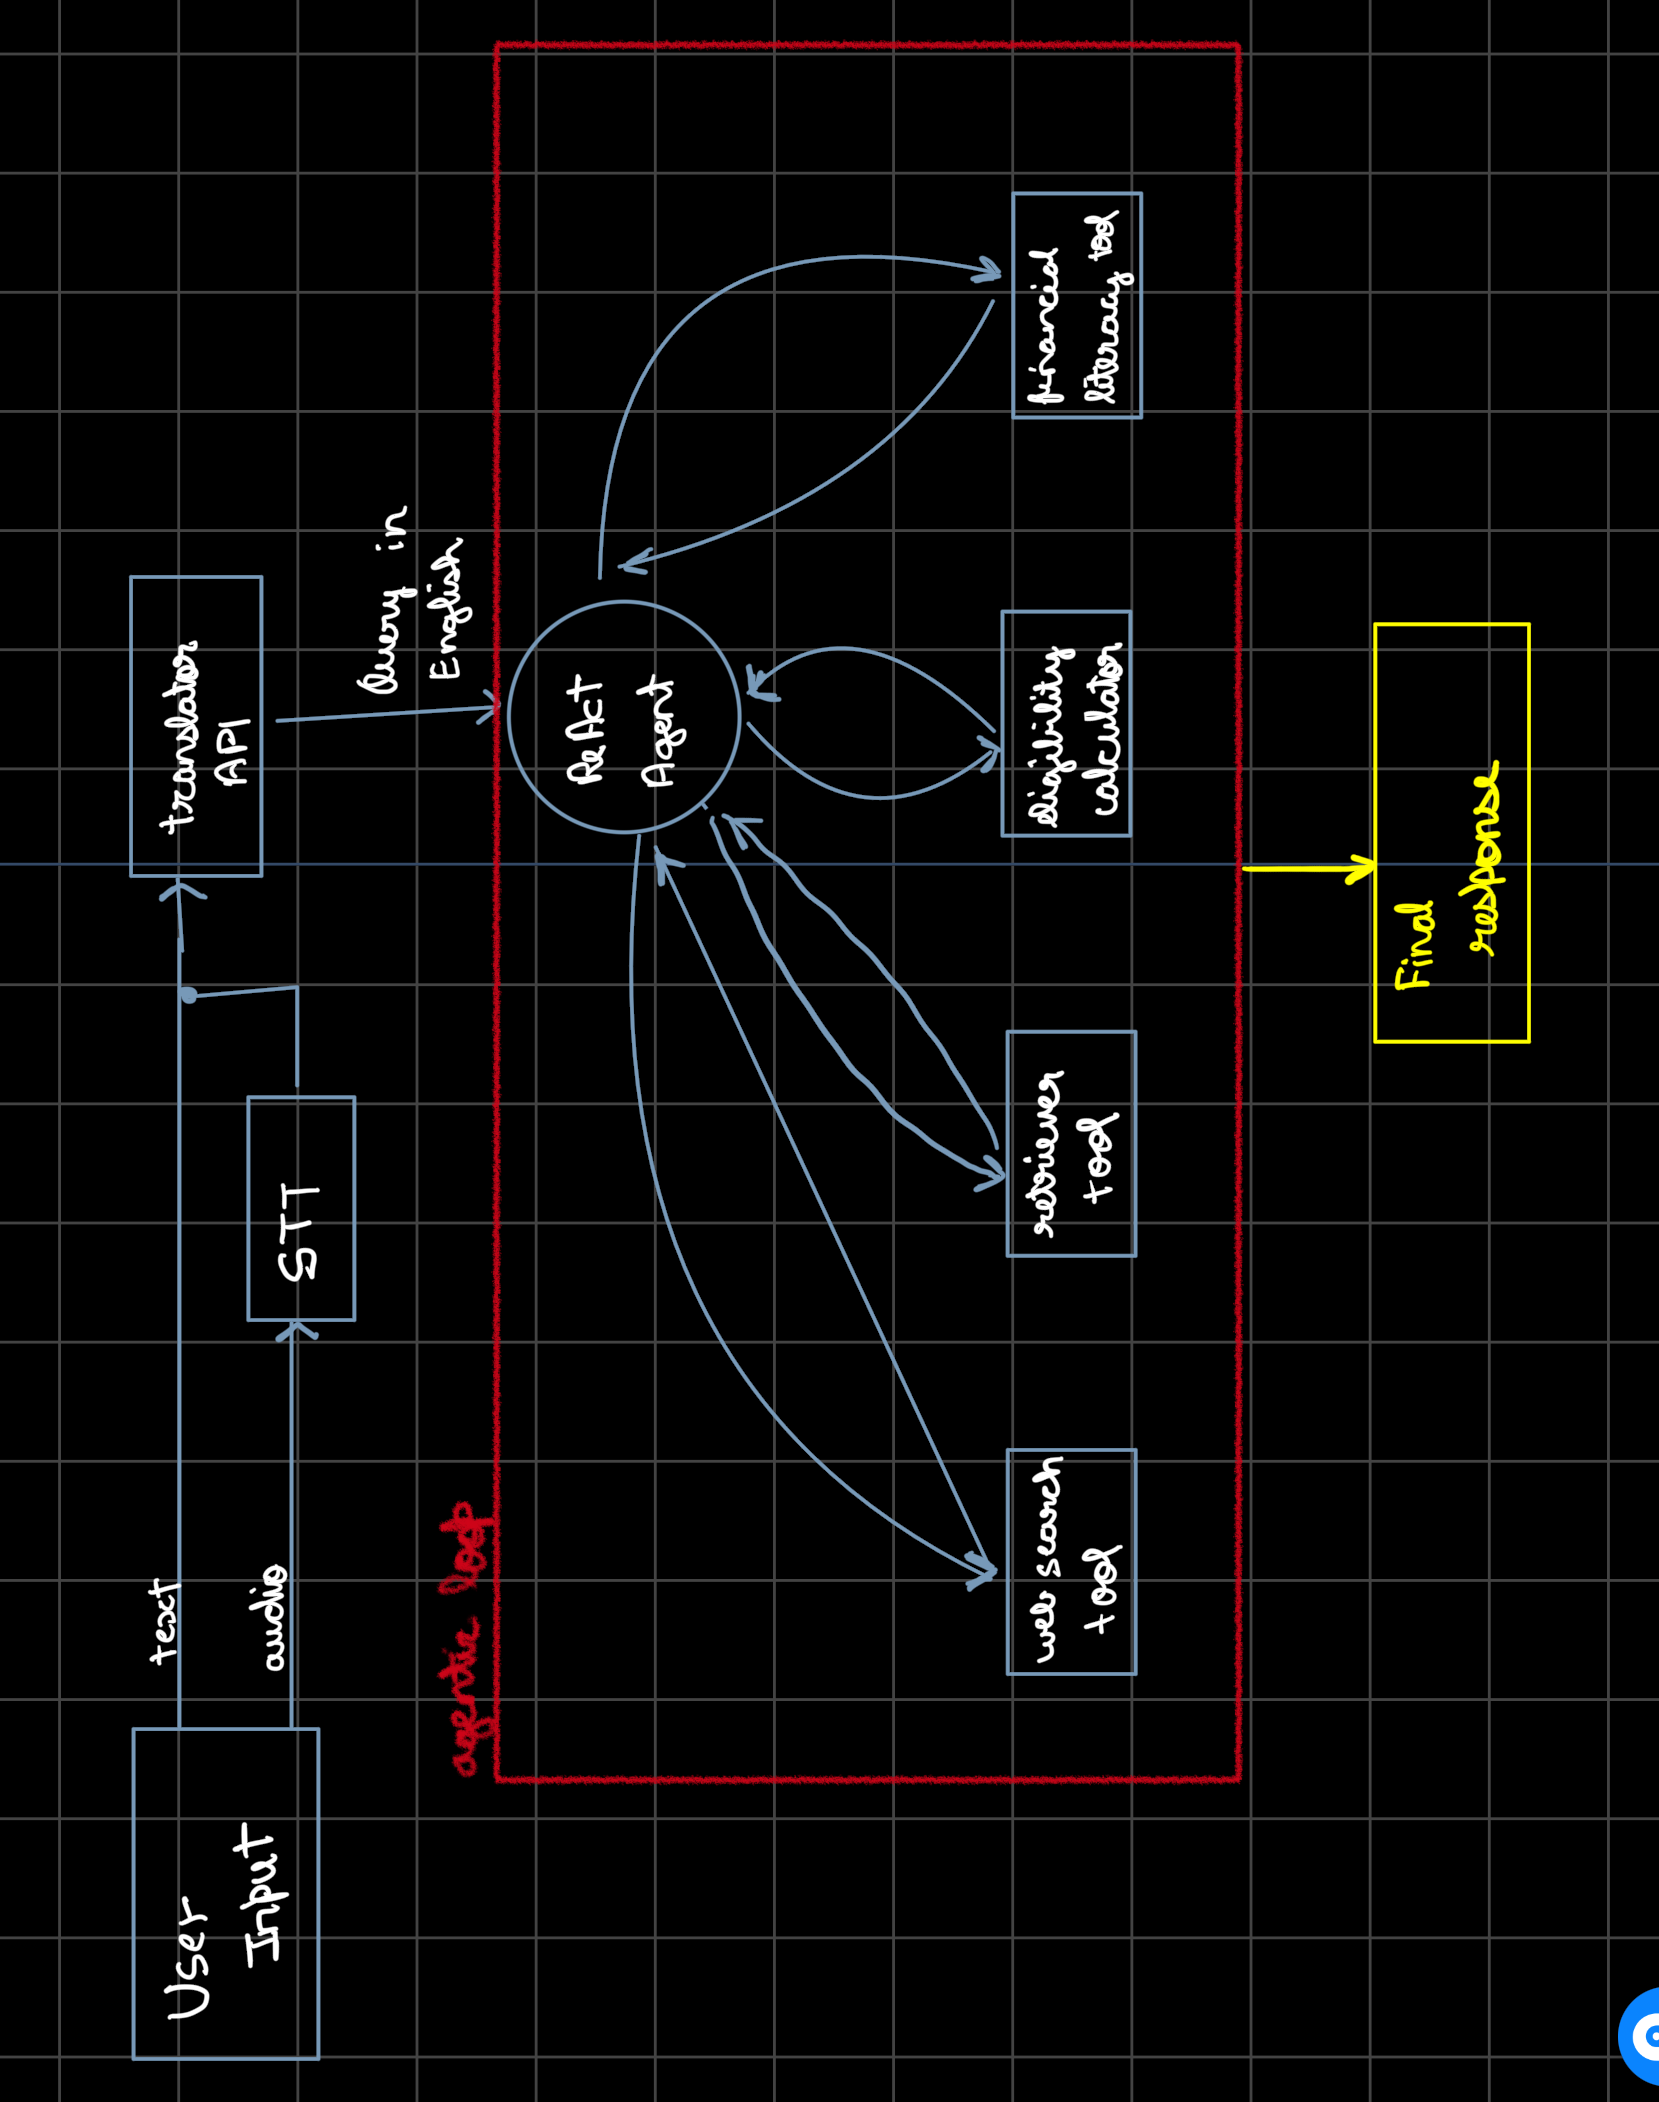 User
Input
text
audio
STT
translator
API
Query in
English
agentic loop
ReAct
Agent
web search
tool
retriever
tool
eligibility
calculator
financial
literacy tool
Final
response